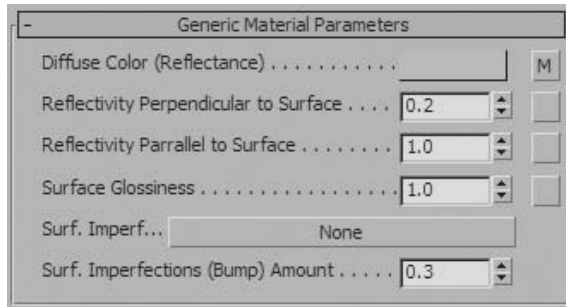 - Generic Material Parameters
Diffuse Color (Reflectance) . . . . . . . . . . . M
Reflectivity Perpendicular to Surface . . . . 0.2
Reflectivity Parrallel to Surface . . . . . . . . 1.0
Surface Glossiness . . . . . . . . . . . . . . . . . . 1.0
Surf. Imperf... None
Surf. Imperfections (Bump) Amount . . . . . 0.3